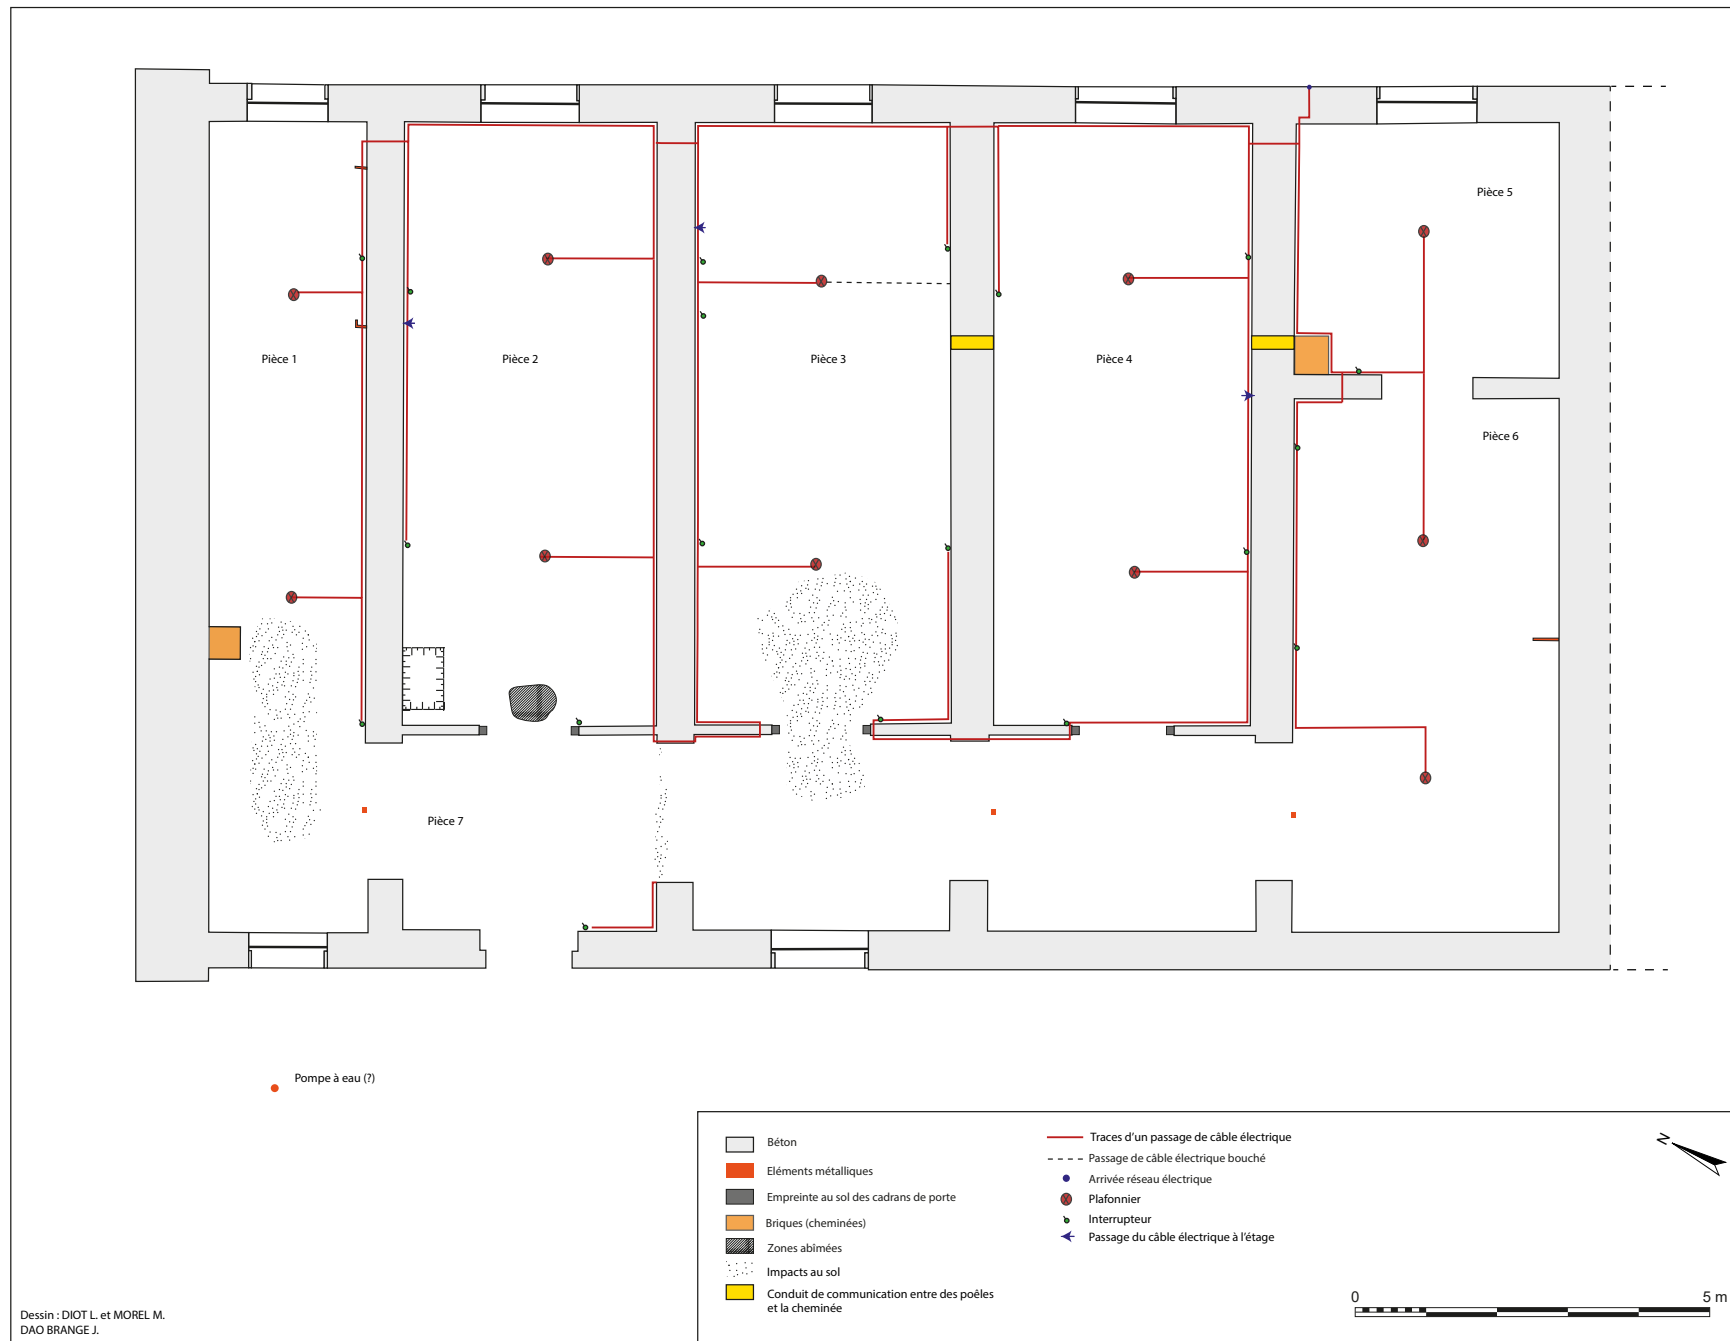 Pièce 5
Pièce 1
Pièce 2
Pièce 3
Pièce 4
Pièce 6
Pièce 7
Pompe à eau (?)
Béton
Eléments métalliques
Empreinte au sol des cadrans de porte
Briques (cheminées)
Zones abîmées
Impacts au sol
Conduit de communication entre des poêles
et la cheminée
Traces d'un passage de câble électrique
Passage de câble électrique bouché
Arrivée réseau électrique
Plafonnier
Interrupteur
Passage du câble électrique à l'étage
N
0 5 m
Dessin : DIOT L. et MOREL M.
DAO BRANGE J.